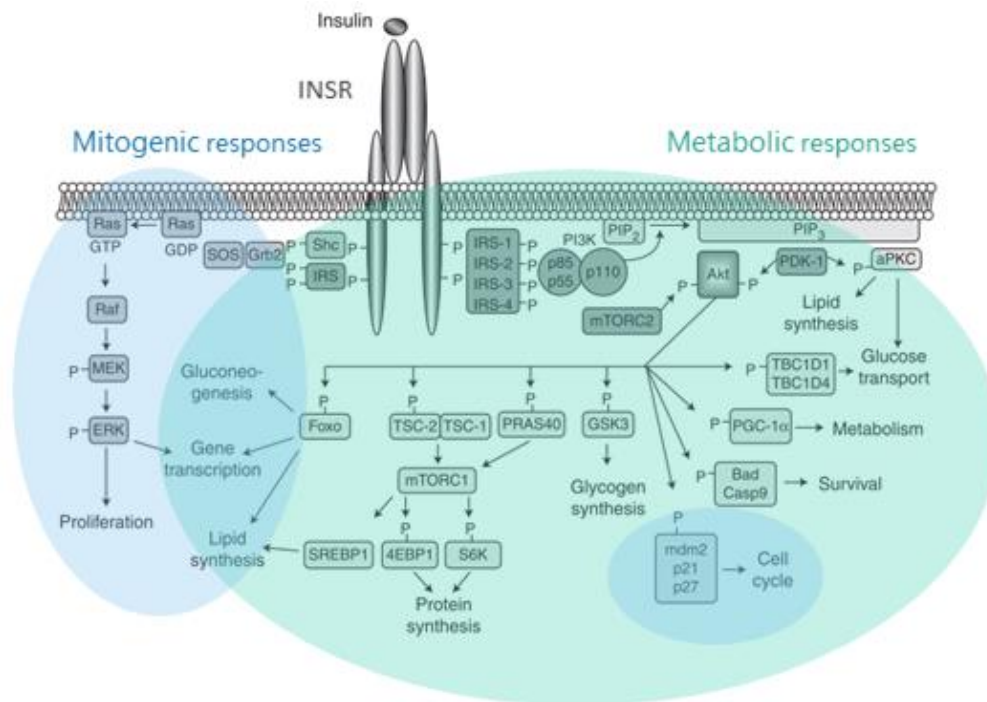 Insulin
INSR
Mitogenic responses
Metabolic responses
Ras
GTP
Ras
GDP
SOS
Grb2
P
Shc
P
P
P
IRS
P
P
P
IRS-1
IRS-2
IRS-3
IRS-4
P
P
P
P
PI3K
p85
p55
p110
PIP2
PIP3
mTORC2
P
Akt
P
PDK-1
P
aPKC
Lipid
synthesis
Glucose
transport
Raf
P
MEK
P
ERK
Proliferation
Gluconeo-
genesis
Gene
transcription
Lipid
synthesis
P
Foxo
P
TSC-2
TSC-1
P
PRAS40
P
GSK3
P
TBC1D1
TBC1D4
P
PGC-1α
Metabolism
P
Bad
Casp9
Survival
mTORC1
Glycogen
synthesis
SREBP1
P
4EBP1
P
S6K
Protein
synthesis
P
mdm2
p21
p27
Cell
cycle